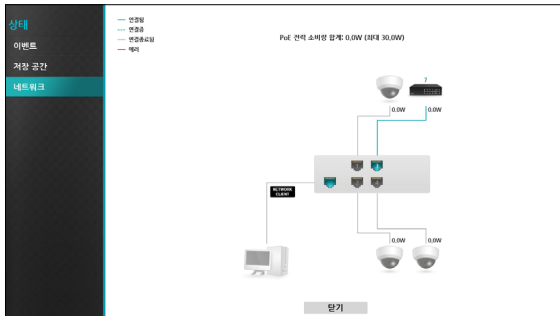 상태
이벤트
저장 공간
네트워크
연결됨
연결중
연결종료됨
에러
PoE 전력 소비량 합계: 0,0W (최대 30,0W)
?
0,0W
0,0W
NETWORK
CLIENT
0,0W
0,0W
닫기